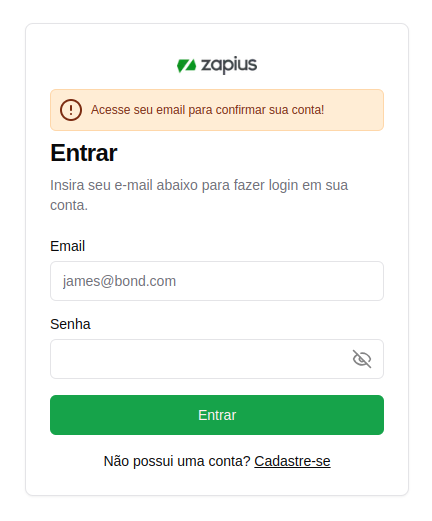 zapius
Acesse seu email para confirmar sua conta!
Entrar
Insira seu e-mail abaixo para fazer login em sua
conta.
Email
james@bond.com
Senha
Entrar
Não possui uma conta? Cadastre-se